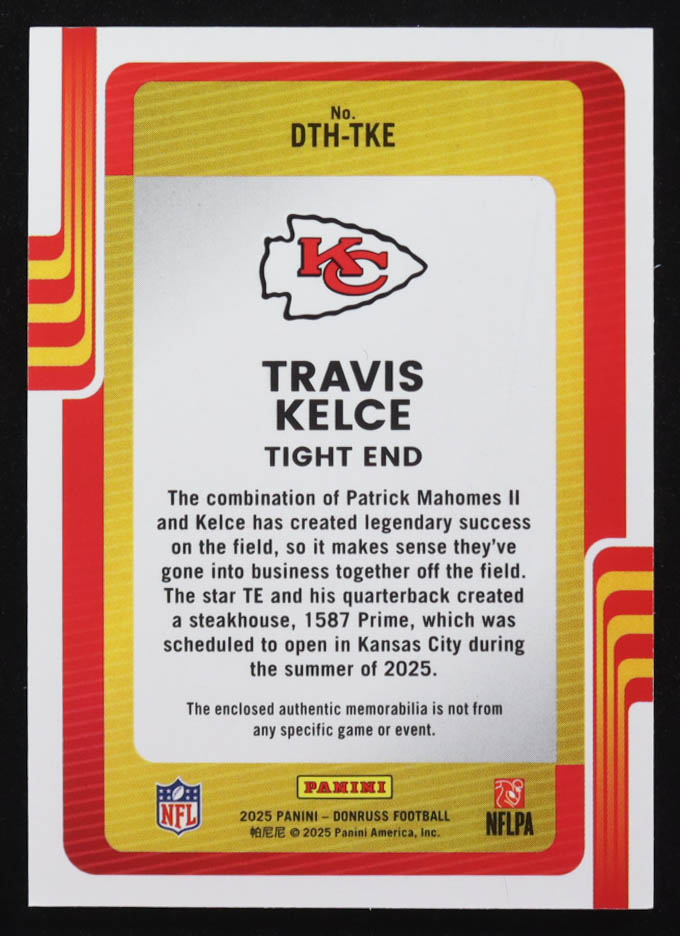 No.
DTH-TKE
KC
TRAVIS
KELCE
TIGHT END
The combination of Patrick Mahomes II
and Kelce has created legendary success
on the field, so it makes sense they've
gone into business together off the field.
The star TE and his quarterback created
a steakhouse, 1587 Prime, which was
scheduled to open in Kansas City during
the summer of 2025.
The enclosed authentic memorabilia is not from
any specific game or event.
PANINI
NFL
2025 PANINI – DONRUSS FOOTBALL
帕尼尼 © 2025 Panini America, Inc.
NFLPA